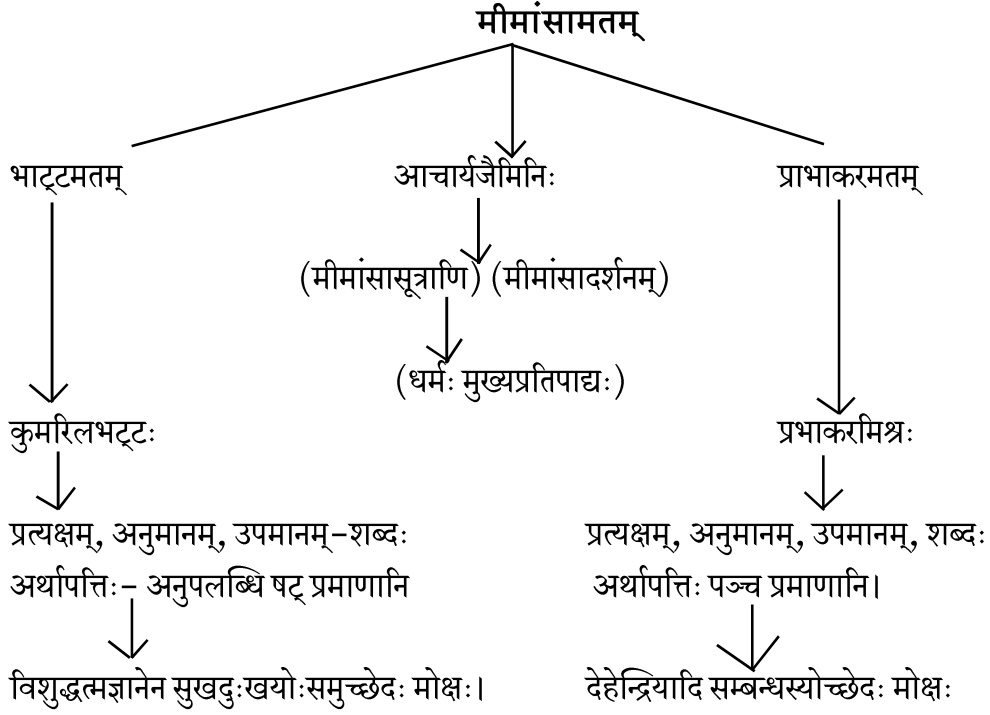 मीमांसामतम्
भाट्टमतम्
आचार्यजैमिनिः
प्राभाकरमतम्
(मीमांसासूत्राणि) (मीमांसादर्शनम्)
(धर्मः मुख्यप्रतिपाद्यः)
कुमरिलभट्टः
प्रभाकरमिश्रः
प्रत्यक्षम्, अनुमानम्, उपमानम्-शब्दः
अर्थापत्तिः- अनुपलब्धि षट् प्रमाणानि
प्रत्यक्षम्, अनुमानम्, उपमानम्, शब्दः
अर्थापत्तिः पञ्च प्रमाणानि।
विशुद्धत्मज्ञानेन सुखदुःखयोःसमुच्छेदः मोक्षः।
देहेन्द्रियादि सम्बन्धस्योच्छेदः मोक्षः